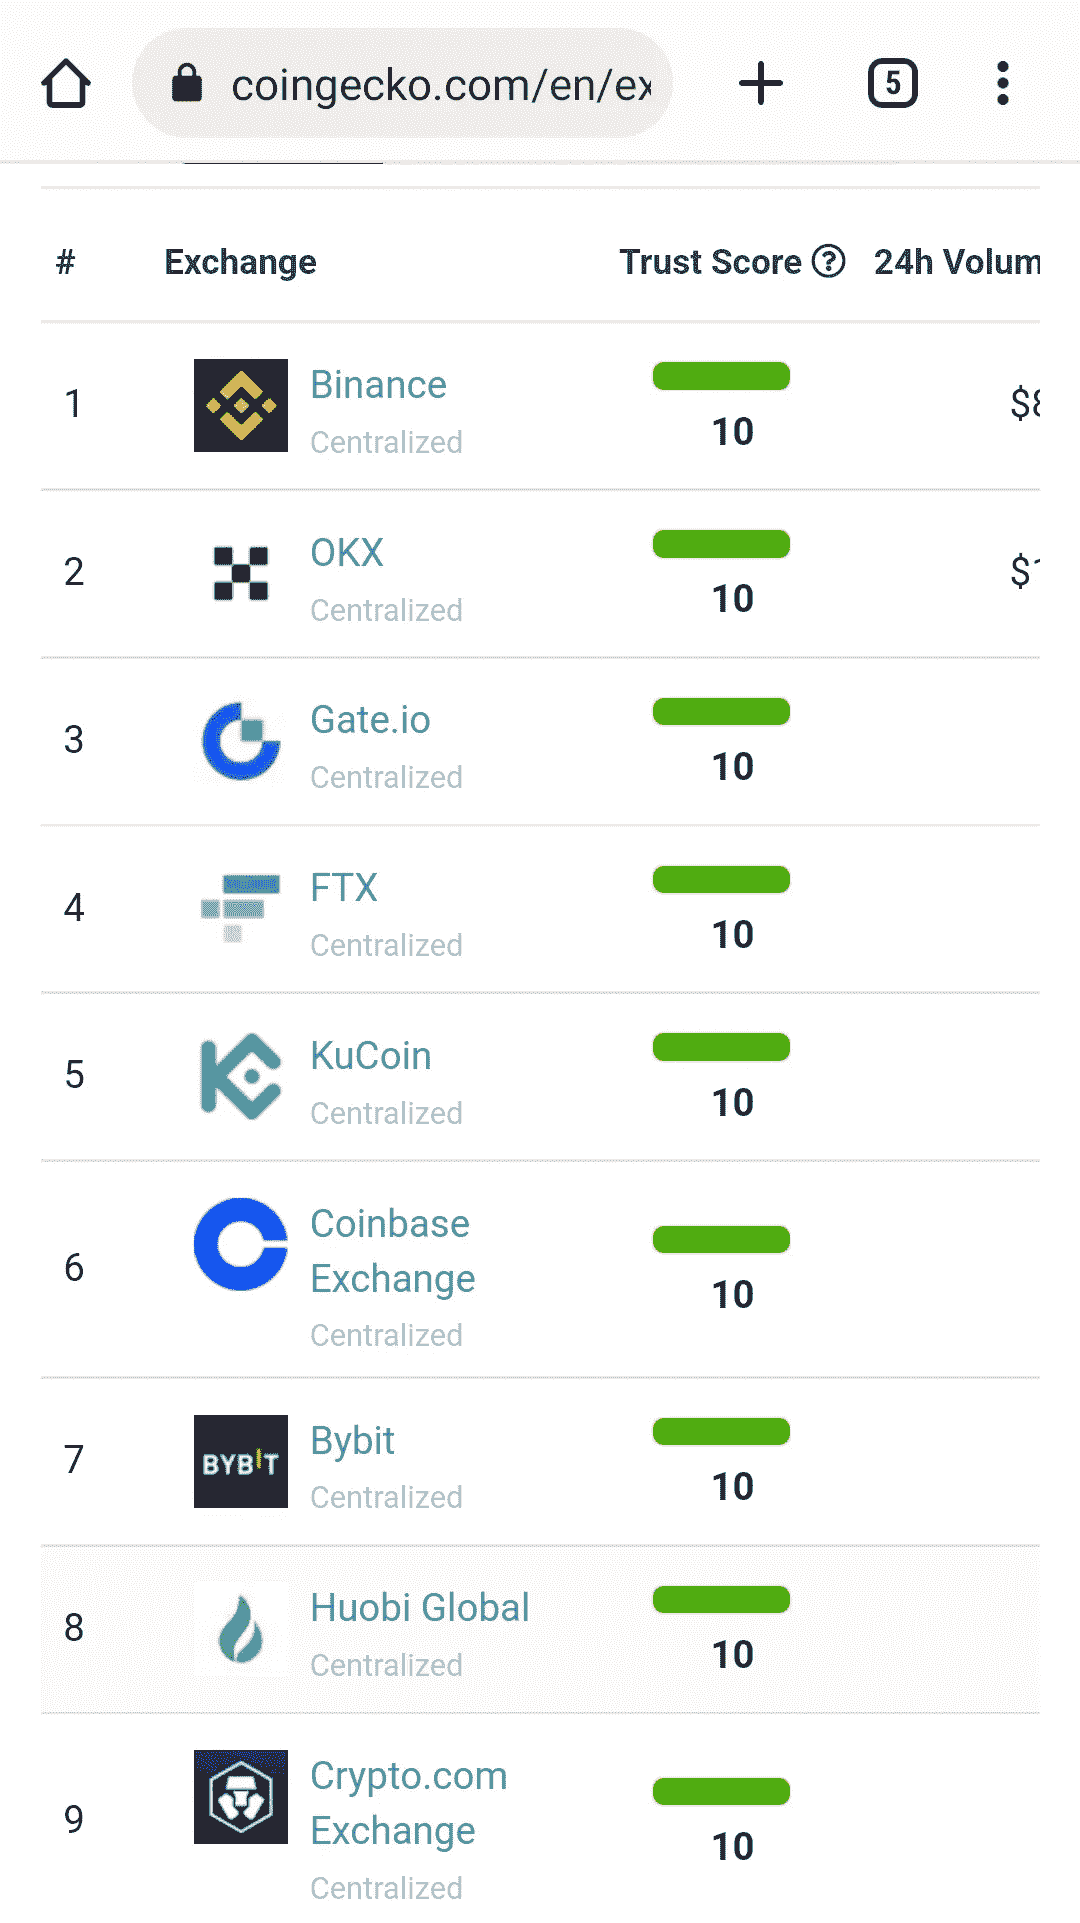 coingecko.com/en/ex
5
# Exchange Trust Score ? 24h Volum
1 Binance
Centralized
10
$8
2 OKX
Centralized
10
$1
3 Gate.io
Centralized
10
4 FTX
Centralized
10
5 KuCoin
Centralized
10
6 Coinbase
Exchange
Centralized
10
BYBIT
7 Bybit
Centralized
10
8 Huobi Global
Centralized
10
9 Crypto.com
Exchange
Centralized
10